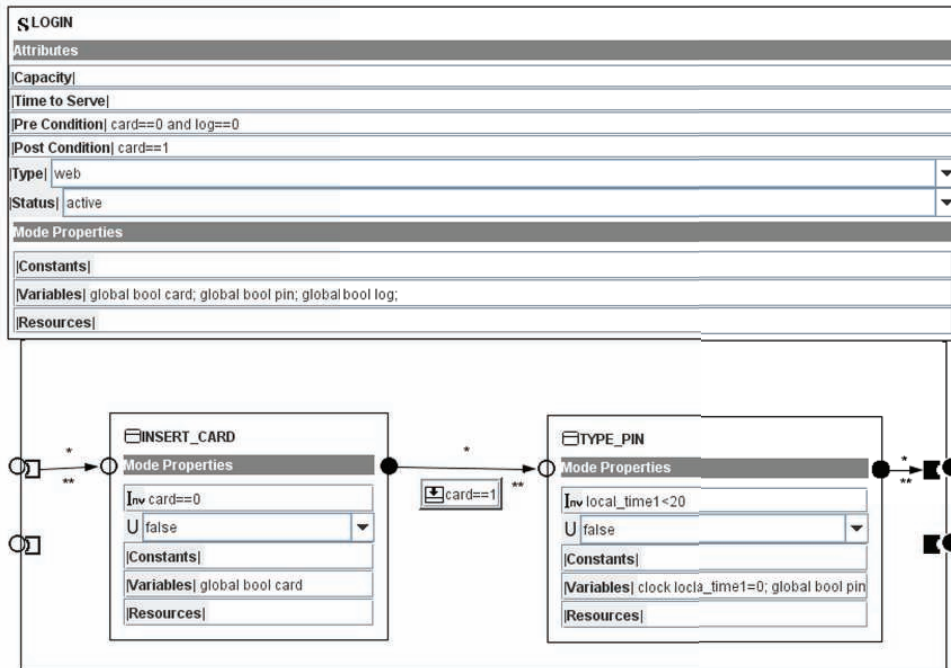 S LOGIN
Attributes
|Capacity|
|Time to Serve|
|Pre Condition| card==0 and log==0
|Post Condition| card==1
|Type| web
|Status| active
Mode Properties
|Constants|
|Variables| global bool card; global bool pin; global bool log;
|Resources|
*
**
INSERT_CARD
Mode Properties
Inv card==0
U false
|Constants|
|Variables| global bool card
|Resources|
*
**
card==1
TYPE_PIN
Mode Properties
Inv local_time1<20
U false
|Constants|
|Variables| clock locla_time1=0; global bool pin
|Resources|
*
**